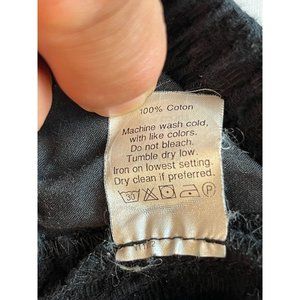 100% Coton
Machine wash cold,
with like colors.
Do not bleach.
Tumble dry low.
Iron on lowest setting.
Dry clean if preferred.
30 P